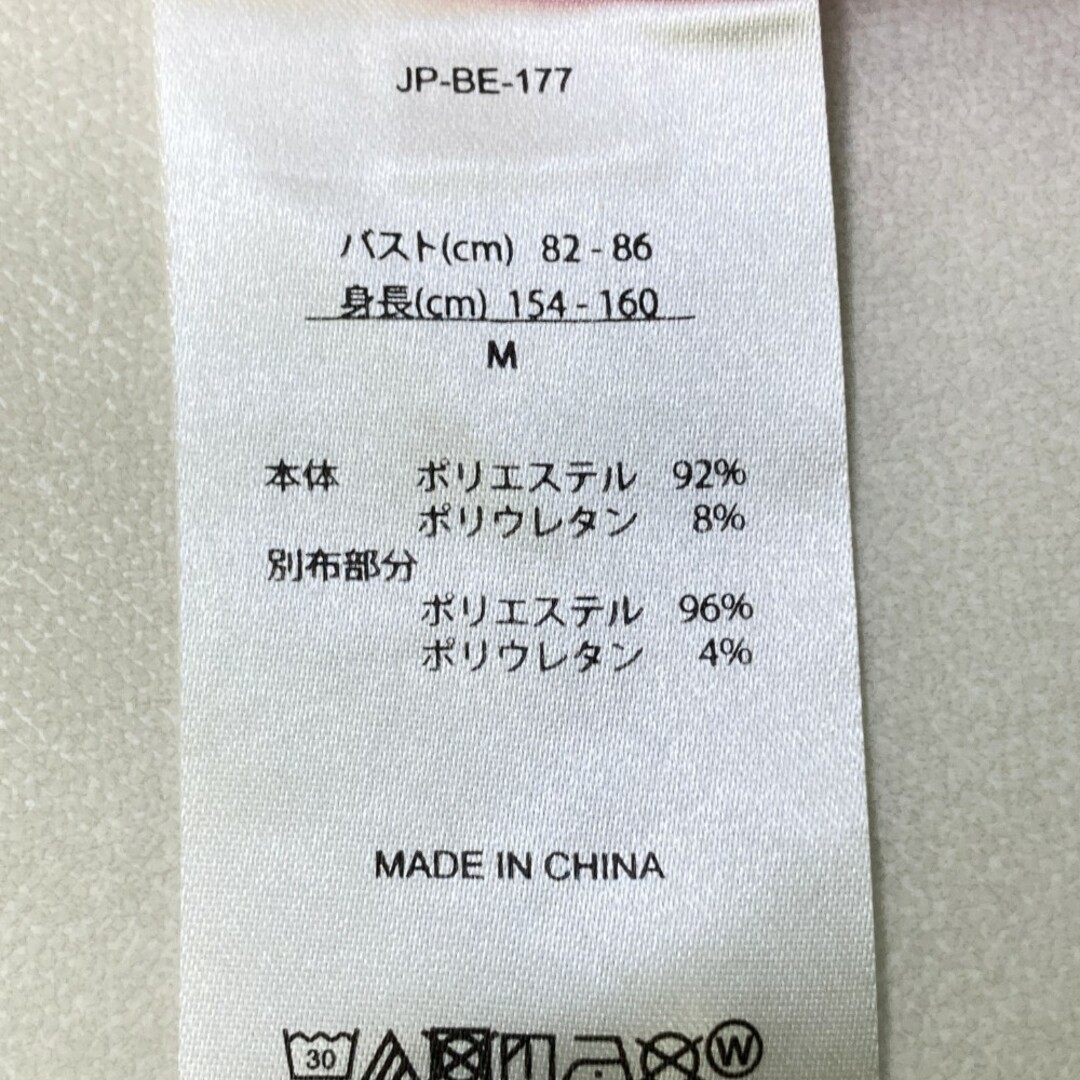 JP-BE-177
バスト(cm) 82 - 86
身長(cm) 154 - 160
M
本体 ポリエステル 92%
ポリウレタン 8%
別布部分
ポリエステル 96%
ポリウレタン 4%
MADE IN CHINA
30 W